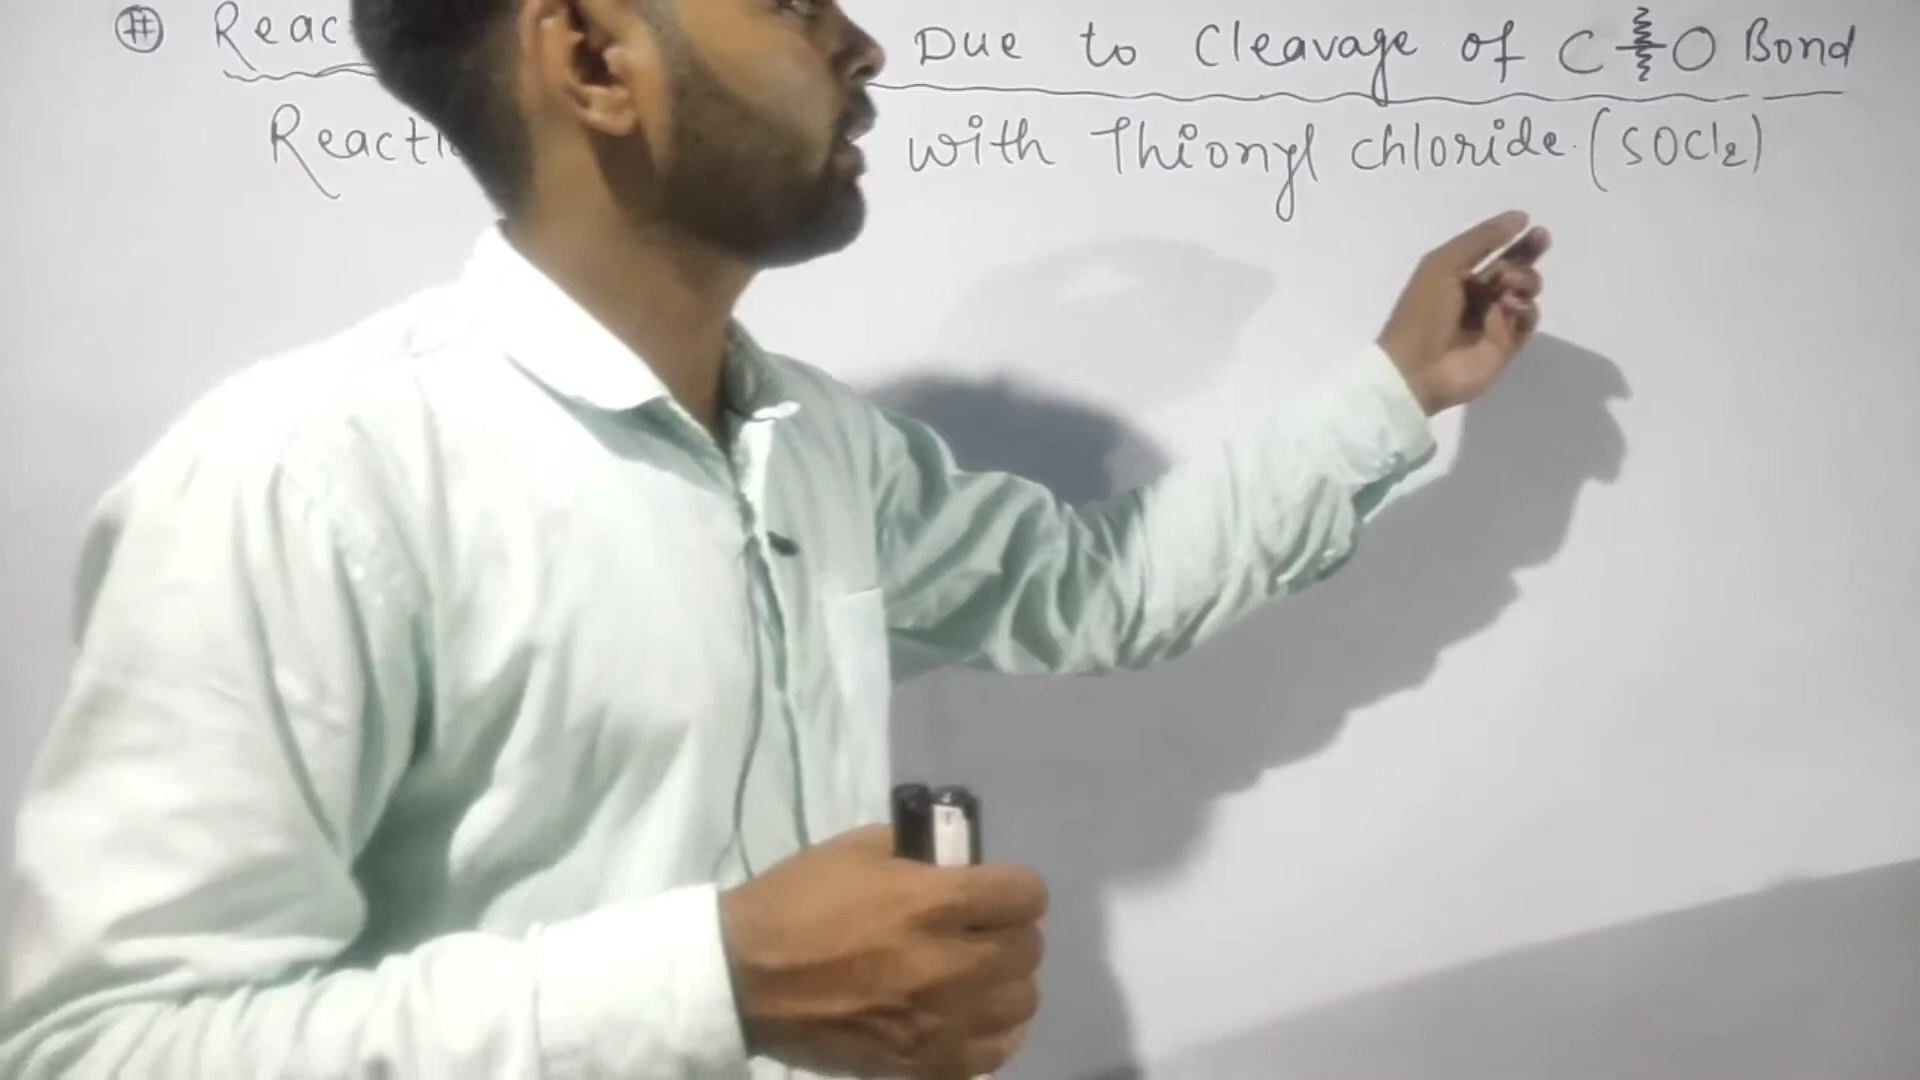 # Reac Due to Cleavage of C-O Bond
Reacti with Thionyl chloride. (SOCl2)